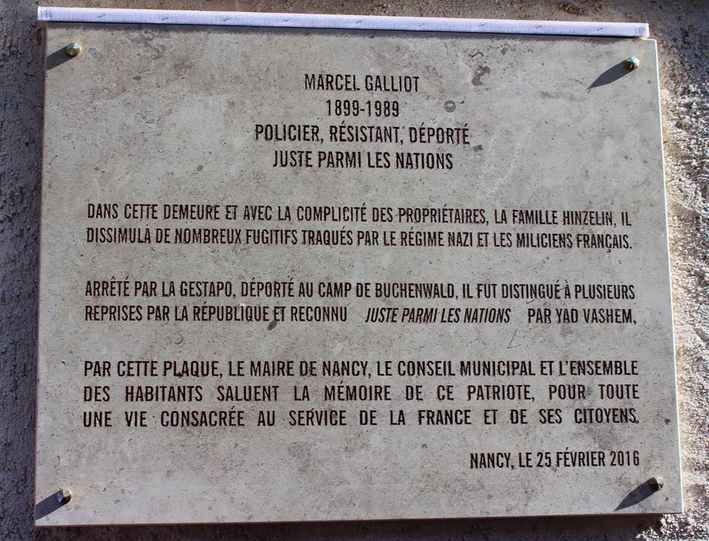 MARCEL GALLIOT
1899-1989
POLICIER, RÉSISTANT, DÉPORTÉ
JUSTE PARMI LES NATIONS
DANS CETTE DEMEURE ET AVEC LA COMPLICITÉ DES PROPRIÉTAIRES, LA FAMILLE HINZELIN, IL
DISSIMULA DE NOMBREUX FUGITIFS TRAQUÉS PAR LE RÉGIME NAZI ET LES MILICIENS FRANÇAIS.
ARRÊTÉ PAR LA GESTAPO, DÉPORTÉ AU CAMP DE BUCHENWALD, IL FUT DISTINGUÉ À PLUSIEURS
REPRISES PAR LA RÉPUBLIQUE ET RECONNU JUSTE PARMI LES NATIONS PAR YAD VASHEM,
PAR CETTE PLAQUE, LE MAIRE DE NANCY, LE CONSEIL MUNICIPAL ET L'ENSEMBLE
DES HABITANTS SALUENT LA MÉMOIRE DE CE PATRIOTE, POUR TOUTE
UNE VIE CONSACRÉE AU SERVICE DE LA FRANCE ET DE SES CITOYENS.
NANCY, LE 25 FÉVRIER 2016